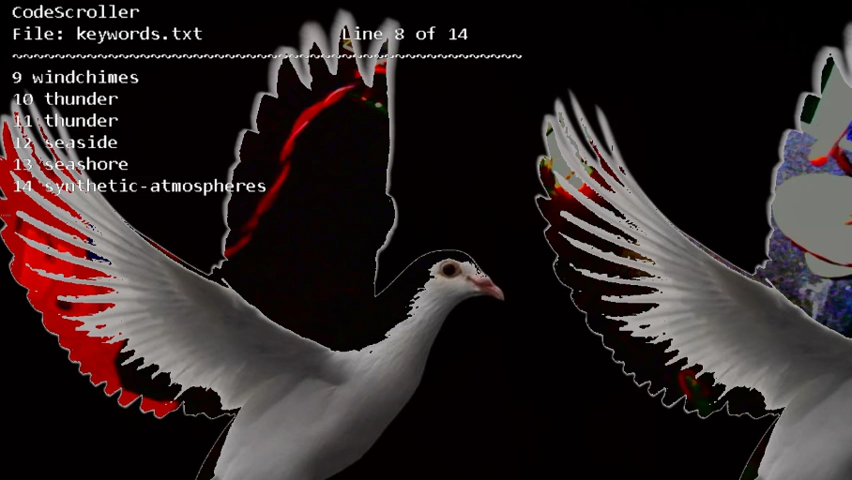 CodeScroller
File: keywords.txt Line 8 of 14
~~~~~~~~~~~~~~~~~~~~~~~~~~~~~~~~~~~~~~~~~~~~~~~~~~~~~~~~~~~~~~~~
9 windchimes
10 thunder
11 thunder
12 seaside
13 seashore
14 synthetic-atmospheres